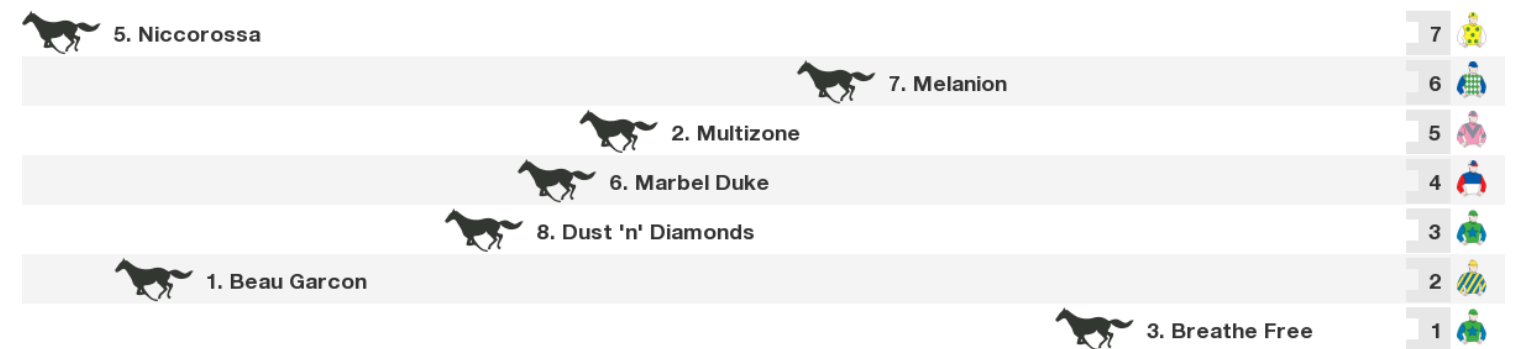 5. Niccorossa 7
7. Melanion 6
2. Multizone 5
6. Marbel Duke 4
8. Dust 'n' Diamonds 3
1. Beau Garcon 2
3. Breathe Free 1